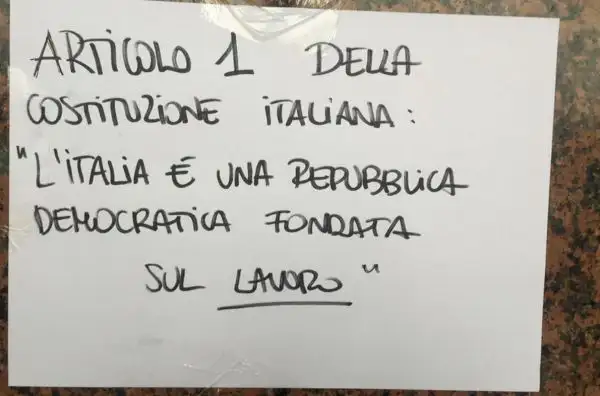 ARTiCOLO 1 DELLA
COSTiTUZiONE iTALiANA:
"L'iTALiA É UNA REPUBBLiCA
DEMOCRATiCA FONDATA
SUL LAVORO"